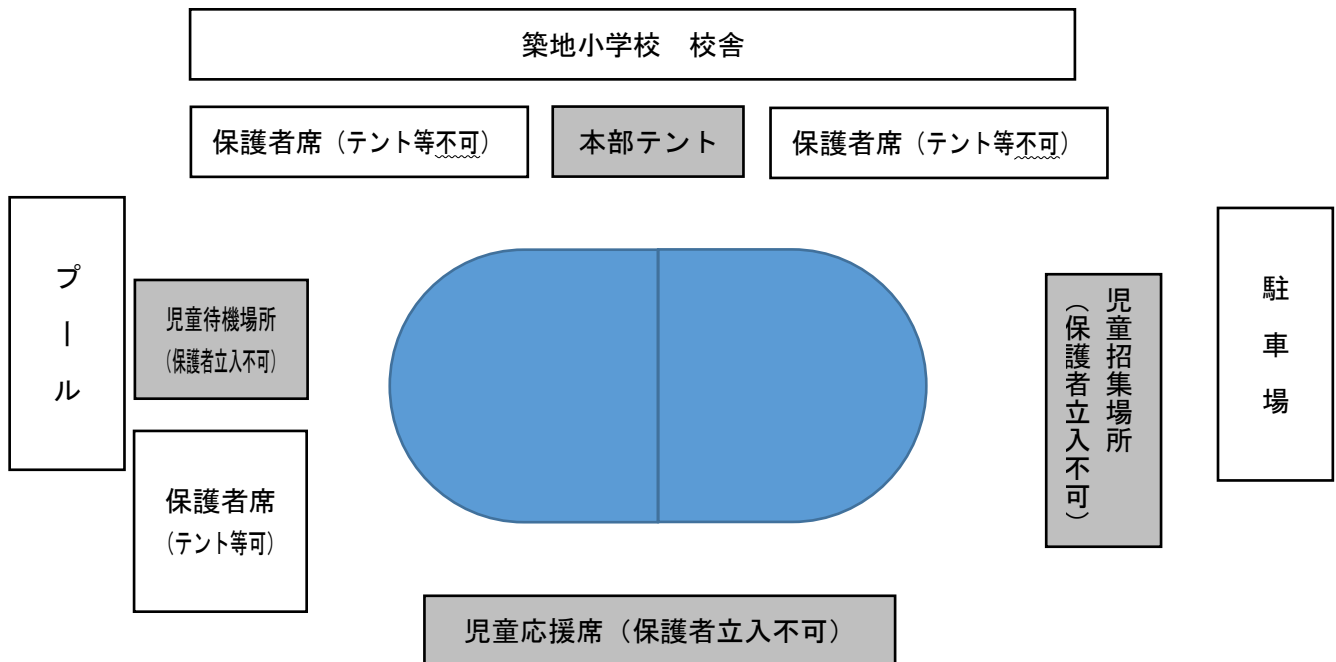 築地小学校　校舎
保護者席（テント等不可）
本部テント
保護者席（テント等不可）
プール
児童待機場所
（保護者立入不可）
保護者席
（テント等可）
児童招集場所
（保護者立入不可）
駐車場
児童応援席（保護者立入不可）